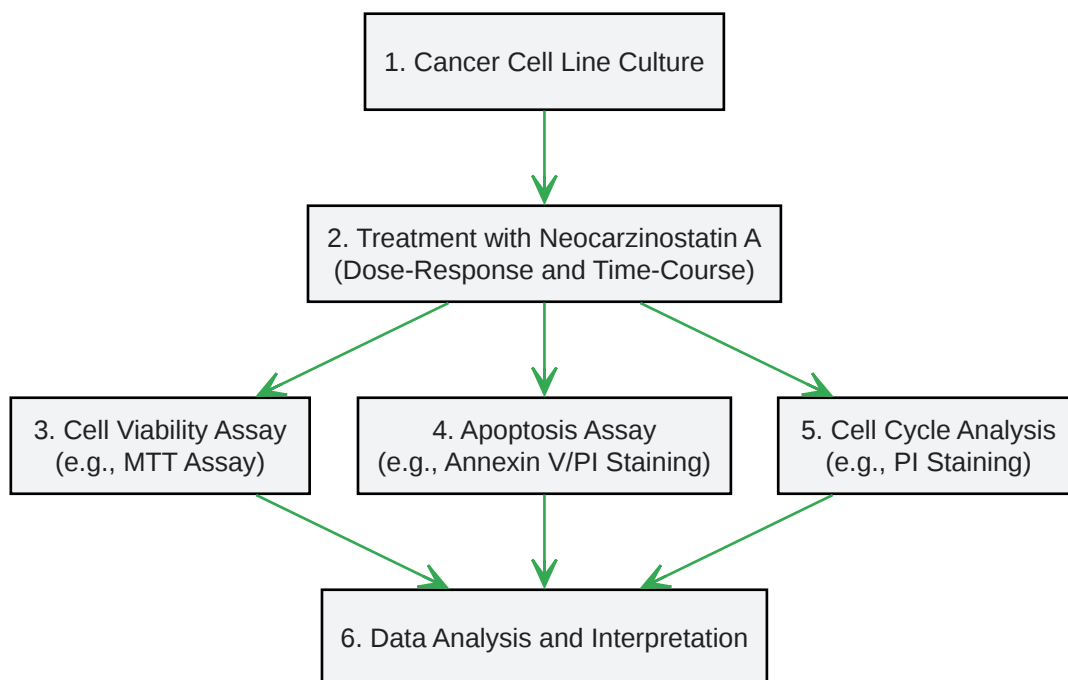 1. Cancer Cell Line Culture
2. Treatment with Neocarzinostatin A
(Dose-Response and Time-Course)
3. Cell Viability Assay
(e.g., MTT Assay)
4. Apoptosis Assay
(e.g., Annexin V/PI Staining)
5. Cell Cycle Analysis
(e.g., PI Staining)
6. Data Analysis and Interpretation